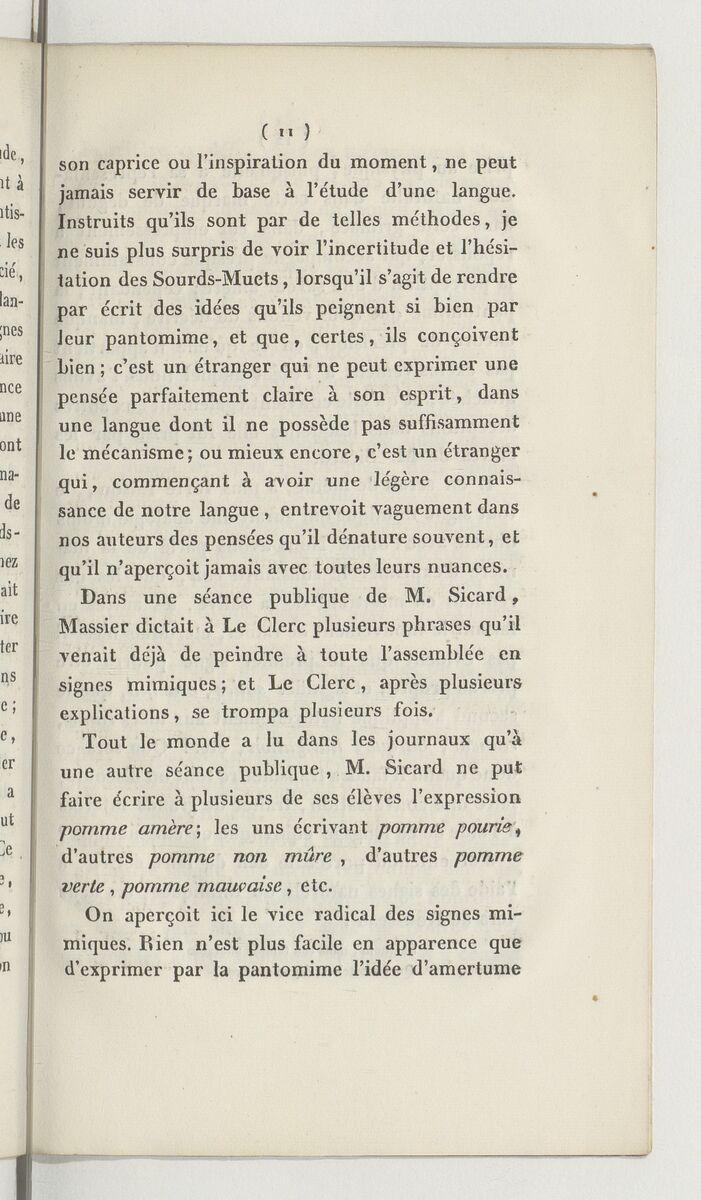 ( 11 )
son caprice ou l'inspiration du moment, ne peut
jamais servir de base à l'étude d'une langue.
Instruits qu'ils sont par de telles méthodes, je
ne suis plus surpris de voir l'incertitude et l'hési-
tation des Sourds-Muets, lorsqu'il s'agit de rendre
par écrit des idées qu'ils peignent si bien par
leur pantomime, et que, certes, ils conçoivent
bien; c'est un étranger qui ne peut exprimer une
pensée parfaitement claire à son esprit, dans
une langue dont il ne possède pas suffisamment
le mécanisme; ou mieux encore, c'est un étranger
qui, commençant à avoir une légère connais-
sance de notre langue, entrevoit vaguement dans
nos auteurs des pensées qu'il dénature souvent, et
qu'il n'aperçoit jamais avec toutes leurs nuances.
Dans une séance publique de M. Sicard,
Massier dictait à Le Clerc plusieurs phrases qu'il
venait déjà de peindre à toute l'assemblée en
signes mimiques; et Le Clerc, après plusieurs
explications, se trompa plusieurs fois.
Tout le monde a lu dans les journaux qu'à
une autre séance publique, M. Sicard ne put
faire écrire à plusieurs de ses élèves l'expression
pomme amère; les uns écrivant pomme pourie,
d'autres pomme non mûre, d'autres pomme
verte, pomme mauvaise, etc.
On aperçoit ici le vice radical des signes mi-
miques. Rien n'est plus facile en apparence que
d'exprimer par la pantomime l'idée d'amertume